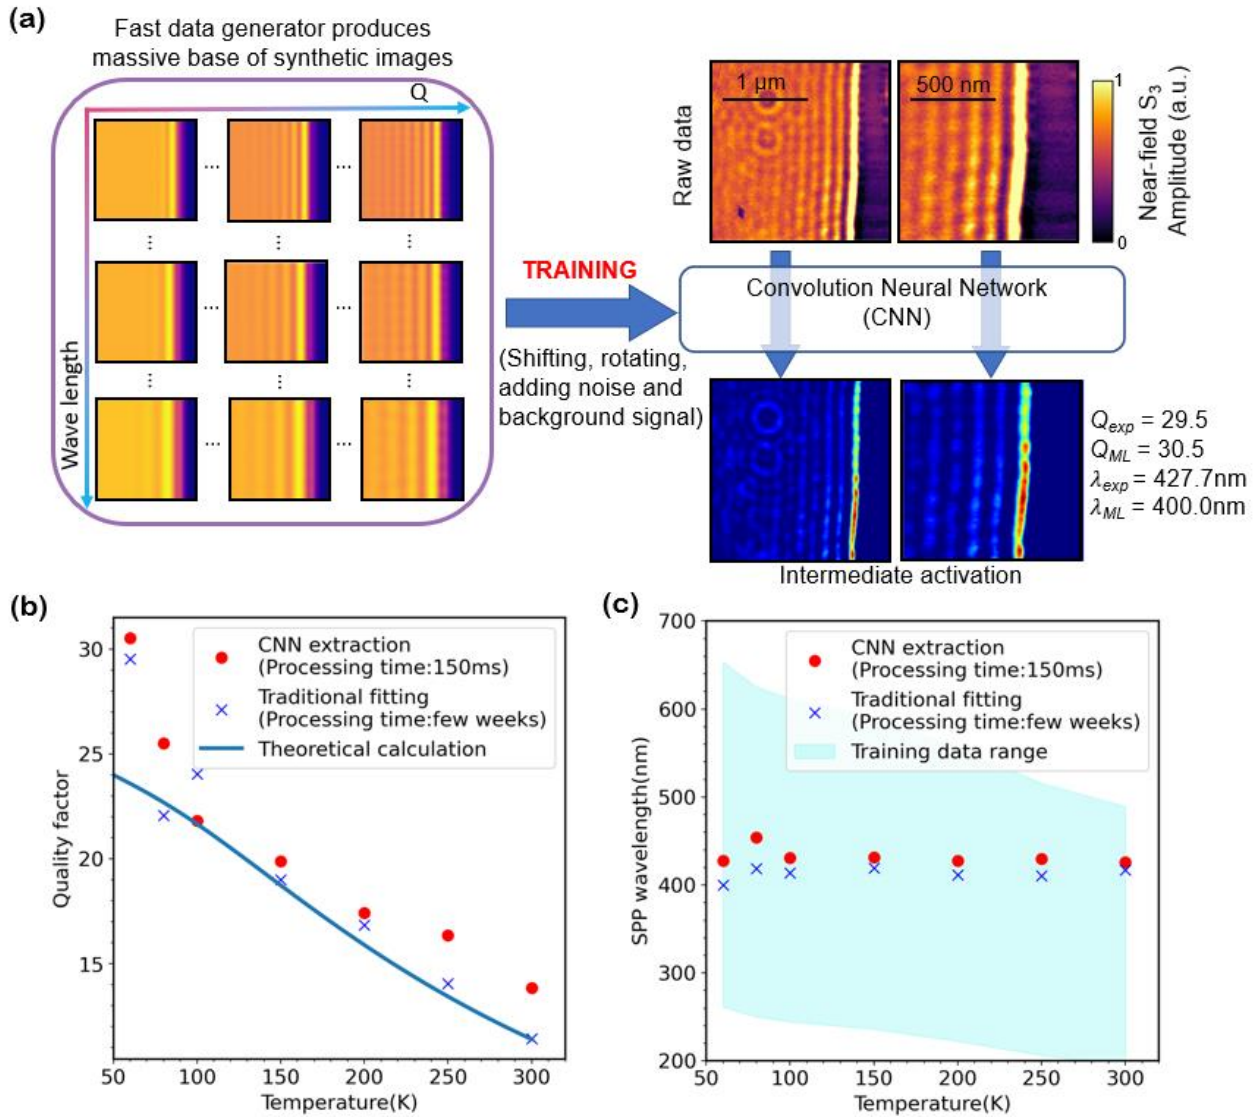 (a)
Fast data generator produces
massive base of synthetic images
Q
Wave length
...
...
...
...
...
...
...
...
...
...
...
...
TRAINING
(Shifting, rotating,
adding noise and
background signal)
Raw data
1 μm
500 nm
1
0
Near-field S3
Amplitude (a.u.)
Convolution Neural Network
(CNN)
Qexp = 29.5
QML = 30.5
λexp = 427.7nm
λML = 400.0nm
Intermediate activation
(b)
CNN extraction
(Processing time:150ms)
Traditional fitting
(Processing time:few weeks)
Theoretical calculation
Quality factor
30
25
20
15
50 100 150 200 250 300
Temperature(K)
(c)
CNN extraction
(Processing time:150ms)
Traditional fitting
(Processing time:few weeks)
Training data range
SPP wavelength(nm)
700
600
500
400
300
200
50 100 150 200 250 300
Temperature(K)